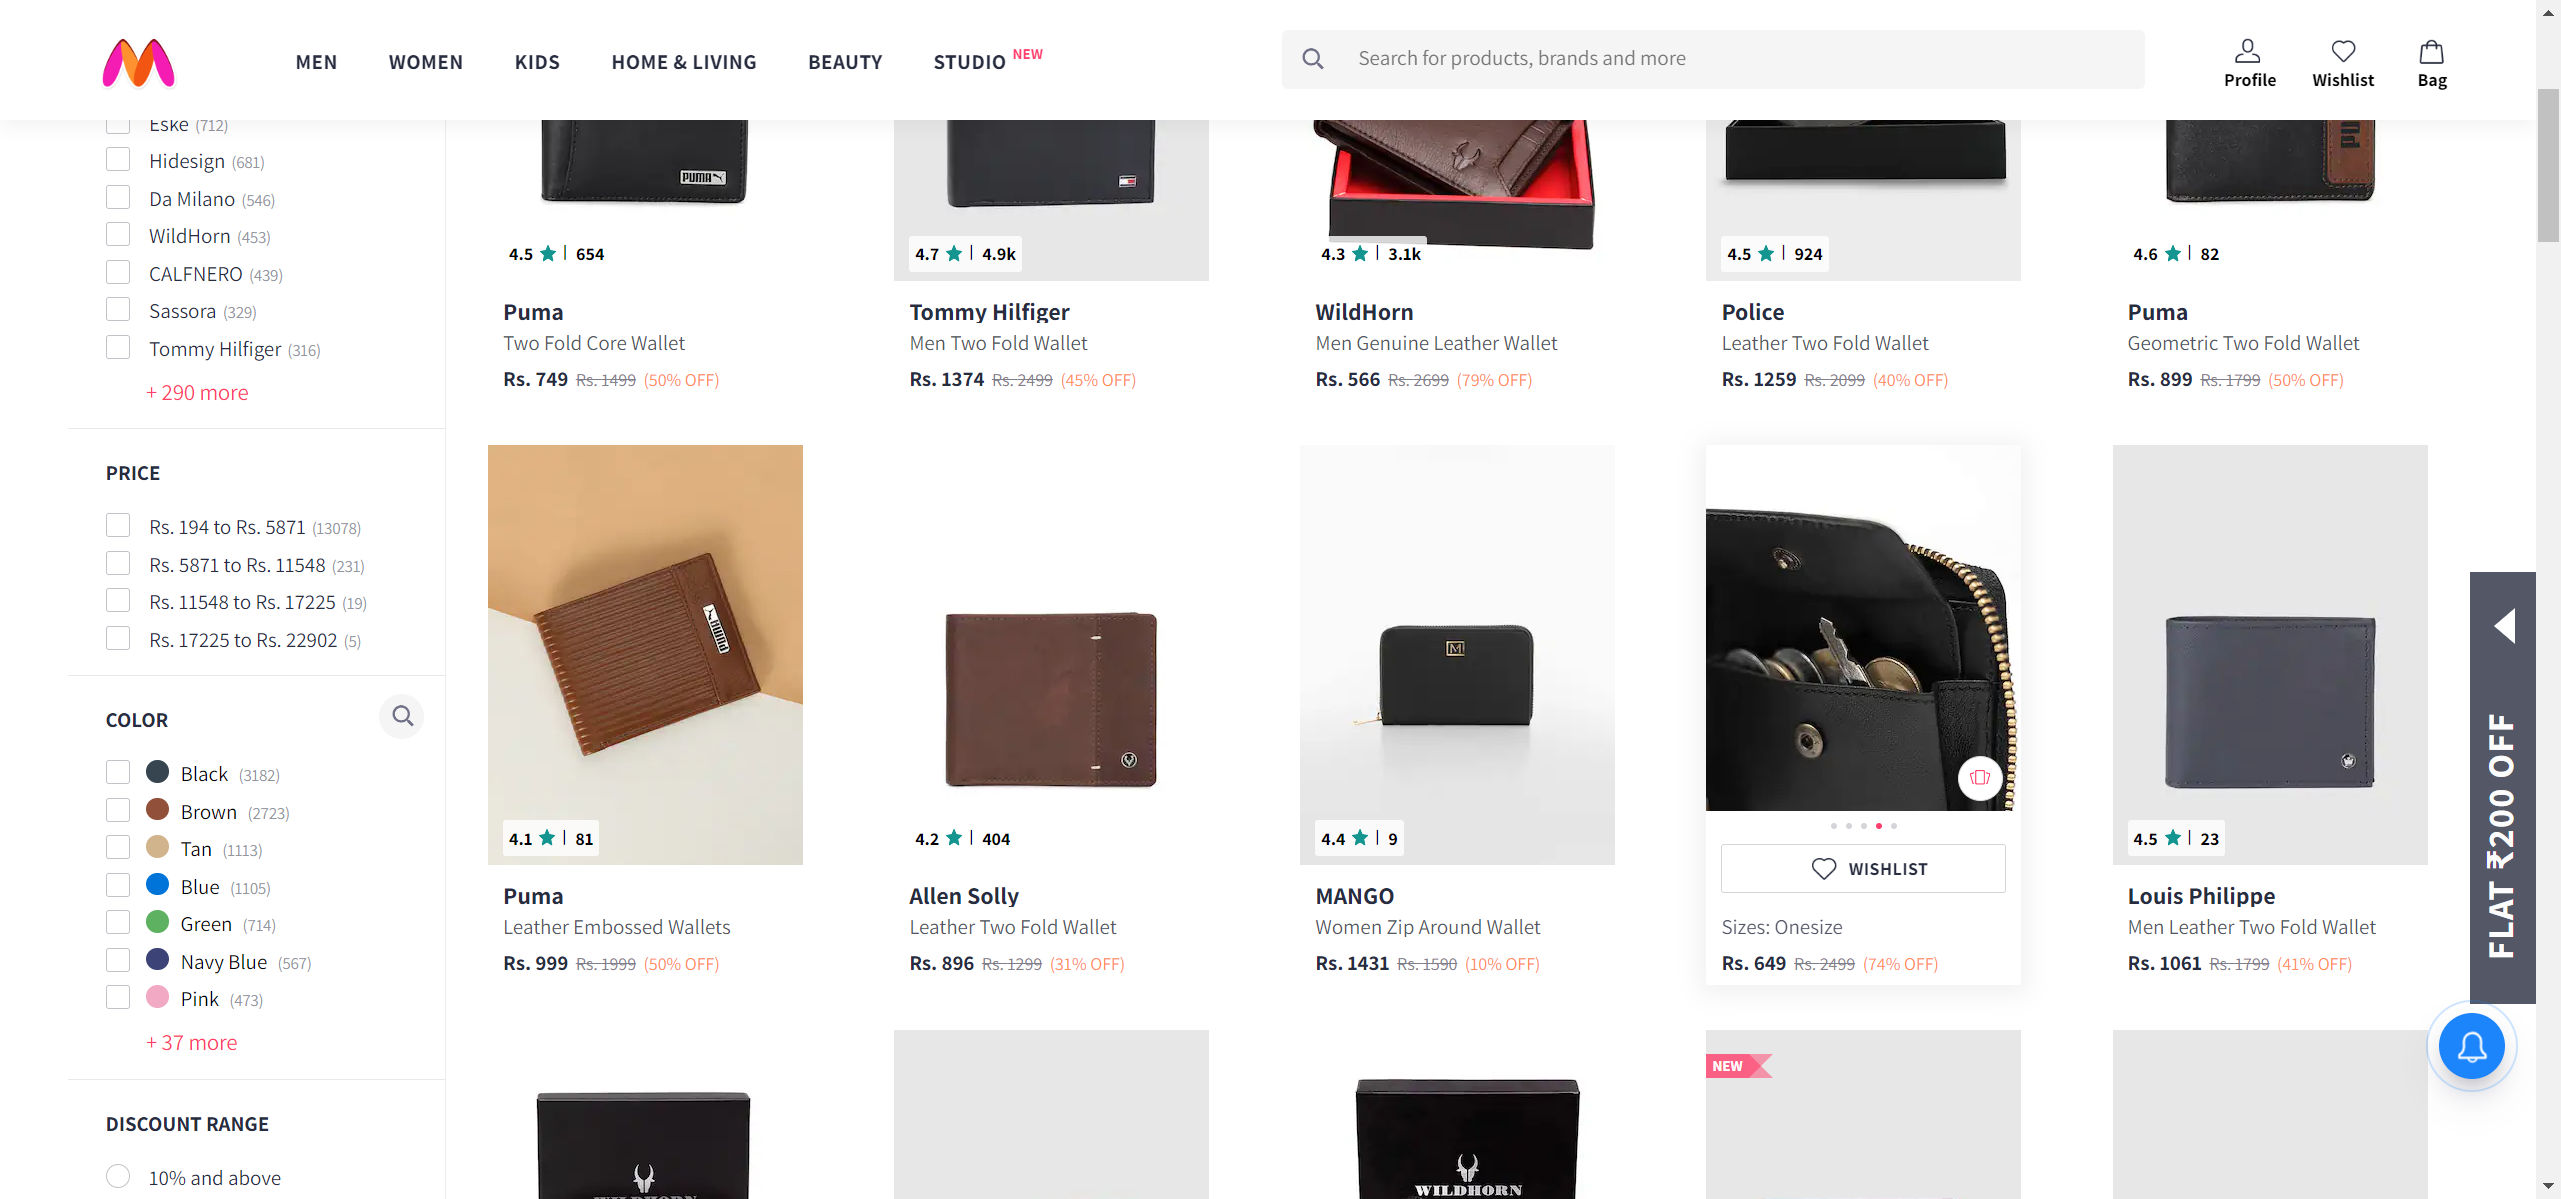 MEN
WOMEN
KIDS
HOME & LIVING
BEAUTY
STUDIO NEW
Search for products, brands and more
Profile
Wishlist
Bag
Eske (712)
Hidesign (681)
Da Milano (546)
WildHorn (453)
CALFNERO (439)
Sassora (329)
Tommy Hilfiger (316)
+ 290 more
PRICE
Rs. 194 to Rs. 5871 (13078)
Rs. 5871 to Rs. 11548 (231)
Rs. 11548 to Rs. 17225 (19)
Rs. 17225 to Rs. 22902 (5)
COLOR
Black (3182)
Brown (2723)
Tan (1113)
Blue (1105)
Green (714)
Navy Blue (567)
Pink (473)
+ 37 more
DISCOUNT RANGE
10% and above
PUMA
4.5 | 654
Puma
Two Fold Core Wallet
Rs. 749 Rs. 1499 (50% OFF)
4.7 | 4.9k
Tommy Hilfiger
Men Two Fold Wallet
Rs. 1374 Rs. 2499 (45% OFF)
4.3 | 3.1k
WildHorn
Men Genuine Leather Wallet
Rs. 566 Rs. 2699 (79% OFF)
4.5 | 924
Police
Leather Two Fold Wallet
Rs. 1259 Rs. 2099 (40% OFF)
4.6 | 82
Puma
Geometric Two Fold Wallet
Rs. 899 Rs. 1799 (50% OFF)
PUMA
4.1 | 81
Puma
Leather Embossed Wallets
Rs. 999 Rs. 1999 (50% OFF)
4.2 | 404
Allen Solly
Leather Two Fold Wallet
Rs. 896 Rs. 1299 (31% OFF)
M
4.4 | 9
MANGO
Women Zip Around Wallet
Rs. 1431 Rs. 1590 (10% OFF)
WISHLIST
Sizes: Onesize
Rs. 649 Rs. 2499 (74% OFF)
4.5 | 23
Louis Philippe
Men Leather Two Fold Wallet
Rs. 1061 Rs. 1799 (41% OFF)
FLAT ₹200 OFF
WILDHORN
WILDHORN
NEW